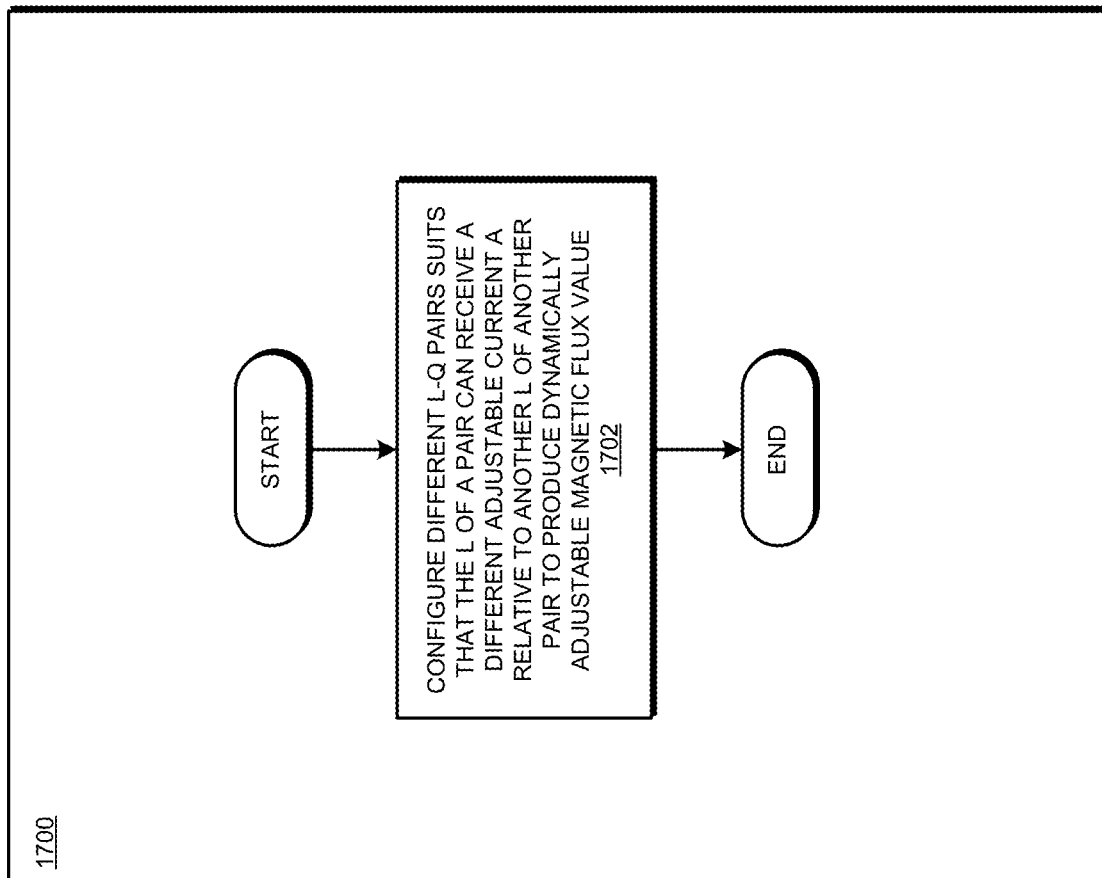 1700
START
CONFIGURE DIFFERENT L-Q PAIRS SUITS
THAT THE L OF A PAIR CAN RECEIVE A
DIFFERENT ADJUSTABLE CURRENT A
RELATIVE TO ANOTHER L OF ANOTHER
PAIR TO PRODUCE DYNAMICALLY
ADJUSTABLE MAGNETIC FLUX VALUE
1702
END